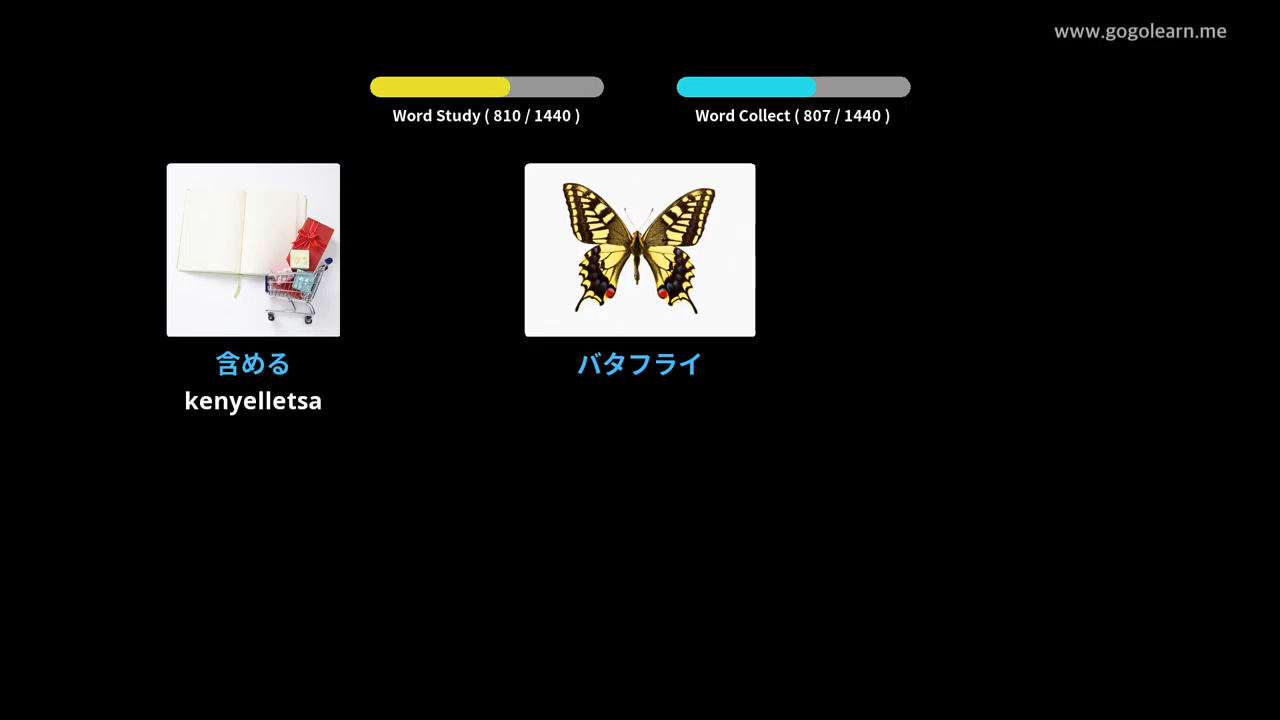 www.gogolearn.me
Word Study ( 810 / 1440 )
Word Collect ( 807 / 1440 )
含める
バタフライ
kenyelletsa